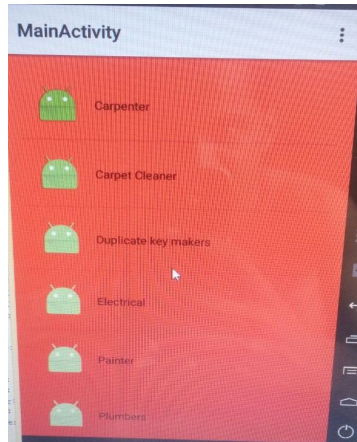 MainActivity
Carpenter
Carpet Cleaner
Duplicate key makers
Electrical
Painter
Plumbers